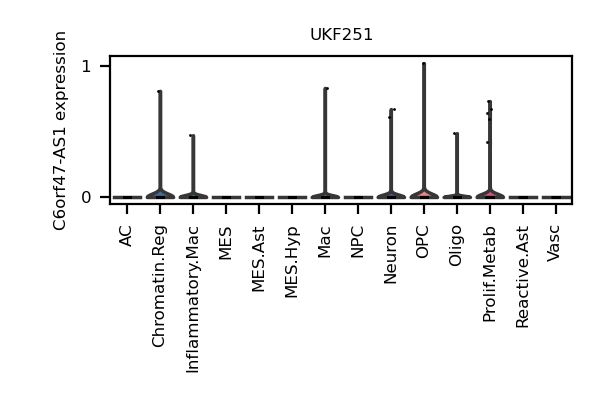 UKF251
C6orf47-AS1 expression
1
0
AC
Chromatin.Reg
Inflammatory.Mac
MES
MES.Ast
MES.Hyp
Mac
NPC
Neuron
OPC
Oligo
Prolif.Metab
Reactive.Ast
Vasc